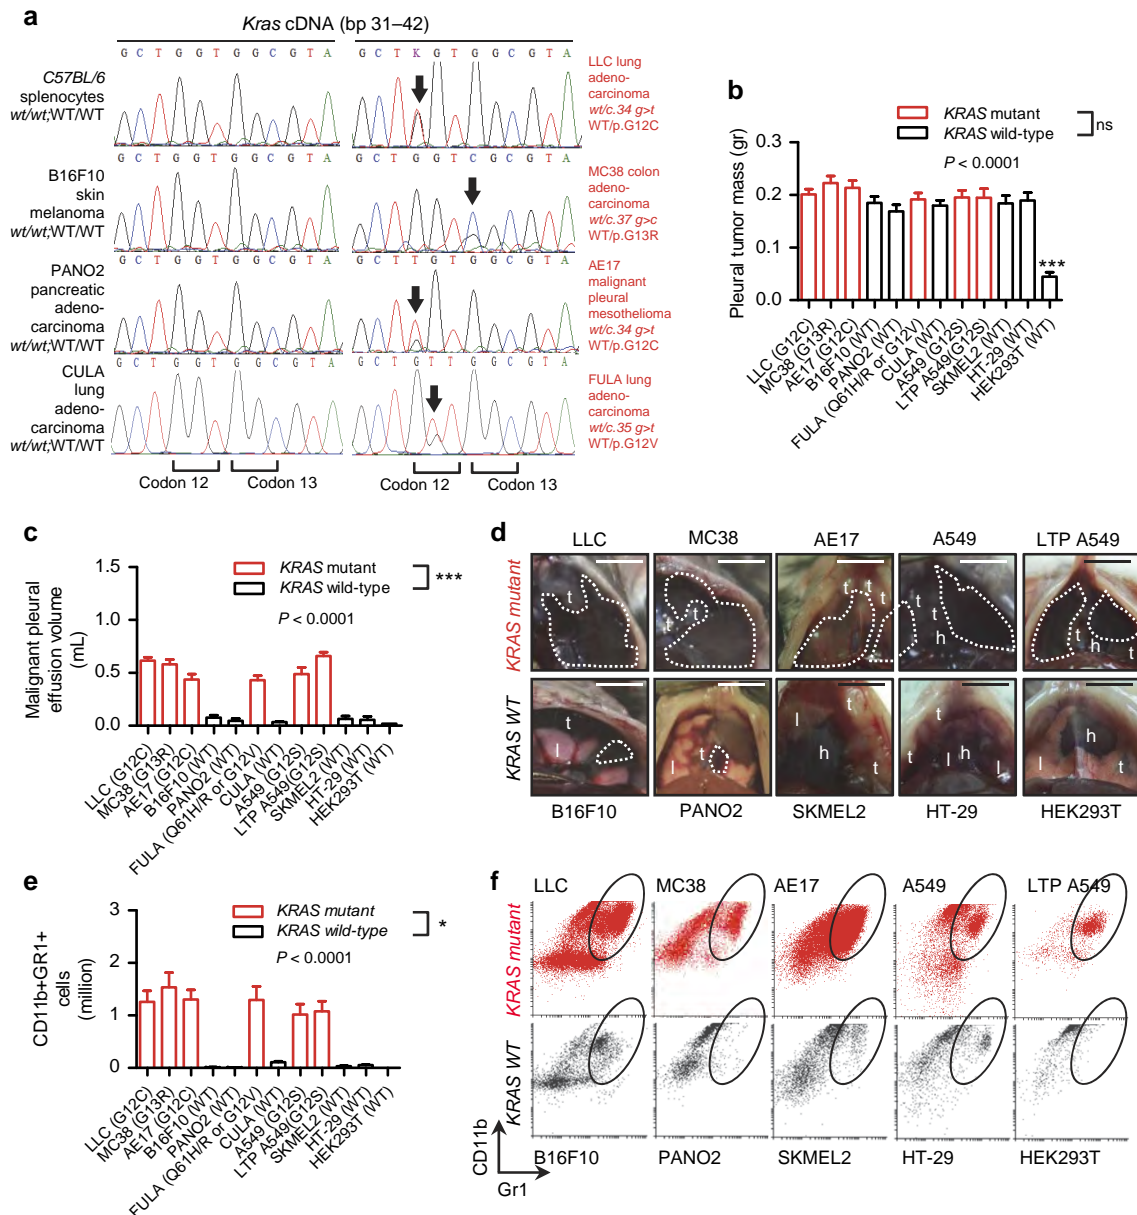 a
Kras cDNA (bp 31–42)
G C T G G T G G C G T A
G C T K G T G G C G T A
C57BL/6
splenocytes
wt/wt;WT/WT
LLC lung
adeno-
carcinoma
wt/c.34 g>t
WT/p.G12C
G C T G G T G G C G T A
G C T G G T C G C G T A
B16F10
skin
melanoma
wt/wt;WT/WT
MC38 colon
adeno-
carcinoma
wt/c.37 g>c
WT/p.G13R
G C T G G T G G C G T A
G C T T G T G G C G T A
PANO2
pancreatic
adeno-
carcinoma
wt/wt;WT/WT
AE17
malignant
pleural
mesothelioma
wt/c.34 g>t
WT/p.G12C
G C T G G T G G C G T A
G C T G T T G G C G T A
CULA
lung
adeno-
carcinoma
wt/wt;WT/WT
FULA lung
adeno-
carcinoma
wt/c.35 g>t
WT/p.G12V
Codon 12
Codon 13
Codon 12
Codon 13
b
KRAS mutant
KRAS wild-type
ns
P < 0.0001
Pleural tumor mass (gr)
0.3
0.2
0.1
0.0
***
LLC (G12C)
MC38 (G13R)
AE17 (G12C)
B16F10 (WT)
PANO2 (WT)
FULA (Q61H/R or G12V)
CULA (WT)
A549 (G12S)
LTP A549(G12S)
SKMEL2 (WT)
HT-29 (WT)
HEK293T (WT)
c
KRAS mutant
KRAS wild-type
***
P < 0.0001
Malignant pleural
effusion volume
(mL)
1.5
1.0
0.5
0.0
LLC (G12C)
MC38 (G13R)
AE17 (G12C)
B16F10 (WT)
PANO2 (WT)
FULA (Q61H/R or G12V)
CULA (WT)
A549 (G12S)
LTP A549(G12S)
SKMEL2 (WT)
HT-29 (WT)
HEK293T (WT)
d
LLC
MC38
AE17
A549
LTP A549
KRAS mutant
t
t
t
t
t
t
t
t
h
t
h
t
KRAS WT
t
l
t
l
l
h
t
t
t
h
l
l
h
l
t
B16F10
PANO2
SKMEL2
HT-29
HEK293T
e
KRAS mutant
KRAS wild-type
*
P < 0.0001
CD11b+GR1+
cells
(million)
3
2
1
0
LLC (G12C)
MC38 (G13R)
AE17 (G12C)
B16F10 (WT)
PANO2 (WT)
FULA (Q61H/R or G12V)
CULA (WT)
A549 (G12S)
LTP A549(G12S)
SKMEL2 (WT)
HT-29 (WT)
HEK293T (WT)
f
LLC
MC38
AE17
A549
LTP A549
KRAS mutant
KRAS WT
CD11b
Gr1
B16F10
PANO2
SKMEL2
HT-29
HEK293T